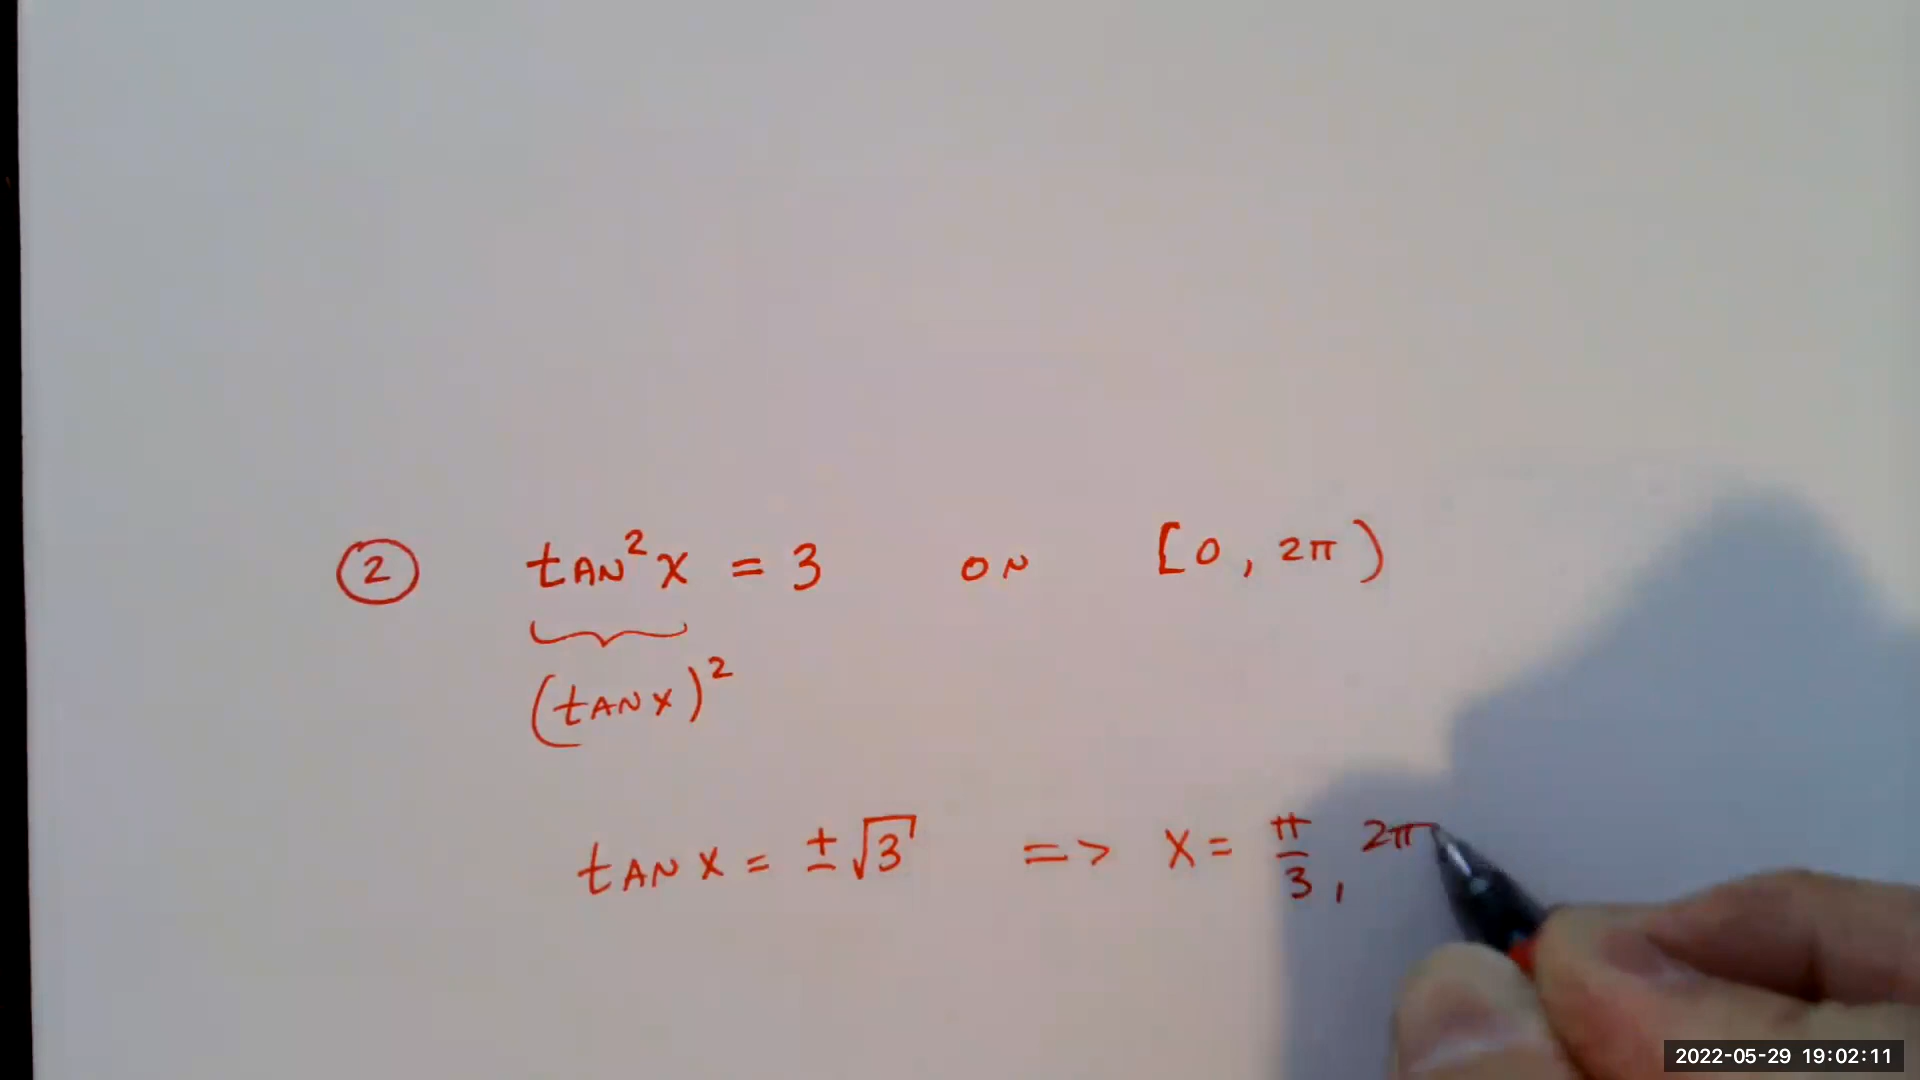 ② tan²x = 3 on [0, 2π)
(tan x)²
tan x = ±√3 => x = π/3, 2π
2022-05-29 19:02:11